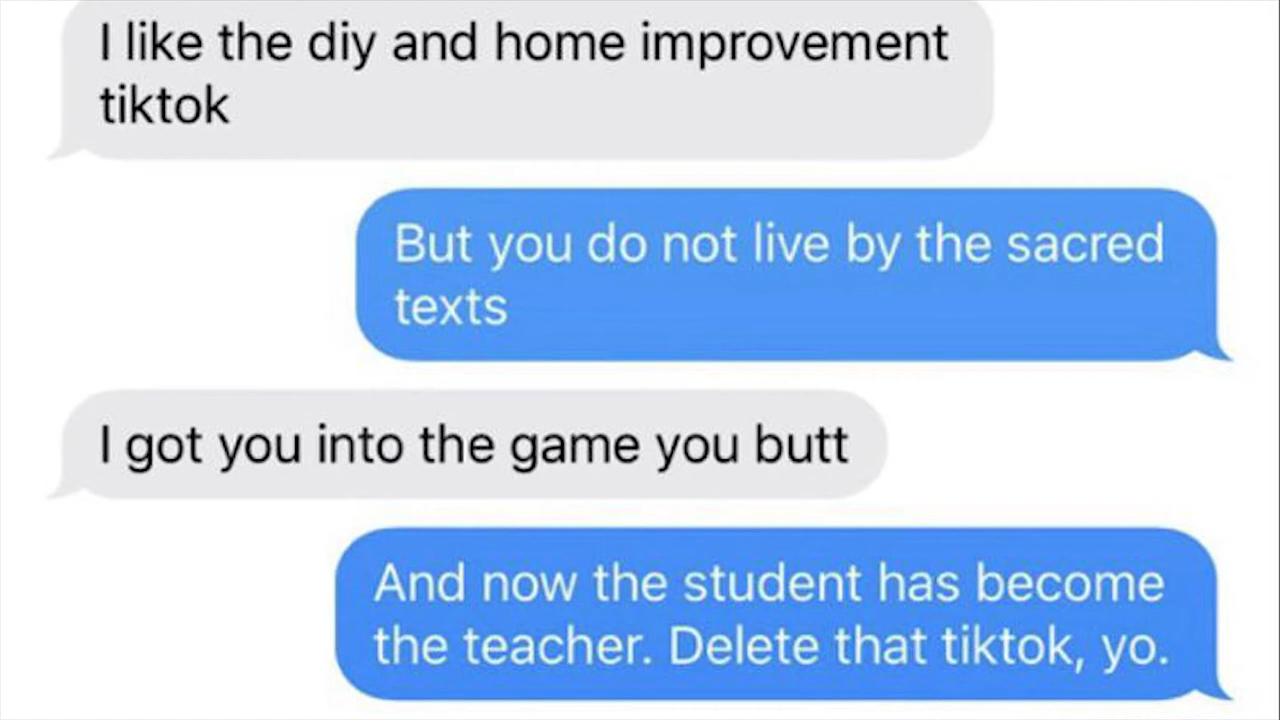 I like the diy and home improvement
tiktok
But you do not live by the sacred
texts
I got you into the game you butt
And now the student has become
the teacher. Delete that tiktok, yo.